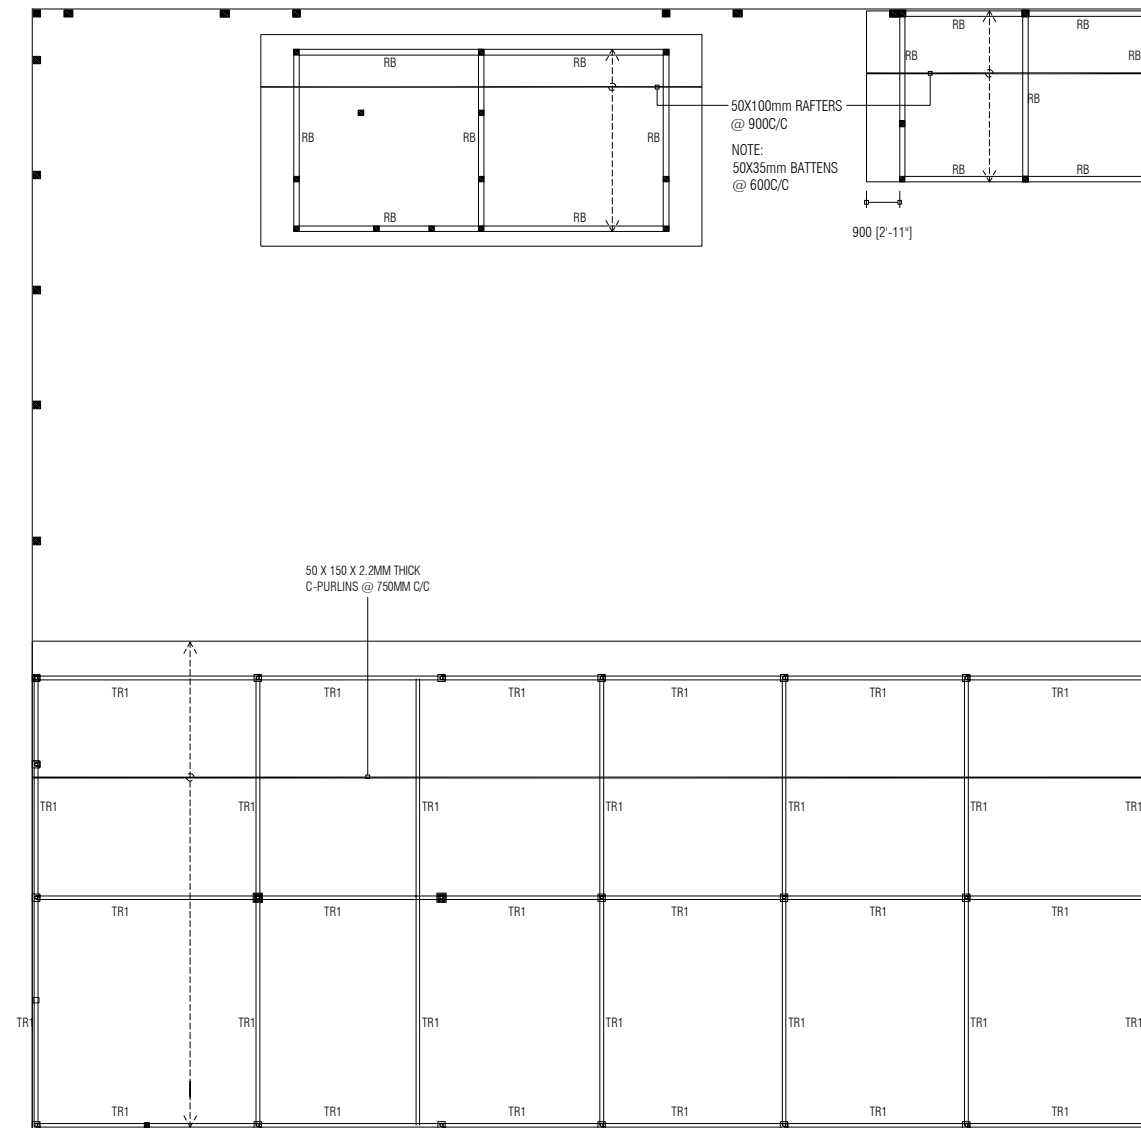 RB RB
RB RB
RB RB RB
RB RB
50X100mm RAFTERS
@ 900C/C
NOTE:
50X35mm BATTENS
@ 600C/C
RB RB
RB RB
RB
RB RB
900 [2'-11"]
50 X 150 X 2.2MM THICK
C-PURLINS @ 750MM C/C
TR1 TR1 TR1 TR1 TR1 TR1
TR1 TR1 TR1 TR1 TR1 TR1 TR1
TR1 TR1 TR1 TR1 TR1 TR1
TR1 TR1 TR1 TR1 TR1 TR1 TR1
TR1 TR1 TR1 TR1 TR1 TR1